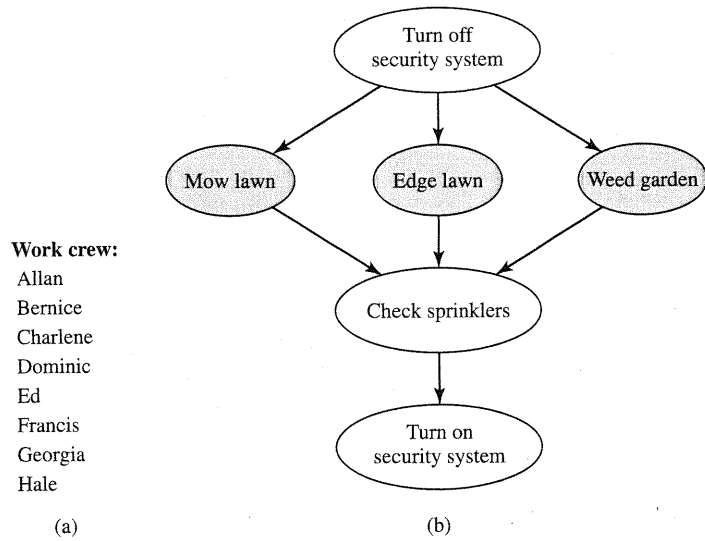 Turn off
security system
Mow lawn
Edge lawn
Weed garden
Work crew:
Allan
Bernice
Charlene
Dominic
Ed
Francis
Georgia
Hale
Check sprinklers
Turn on
security system
(a)
(b)